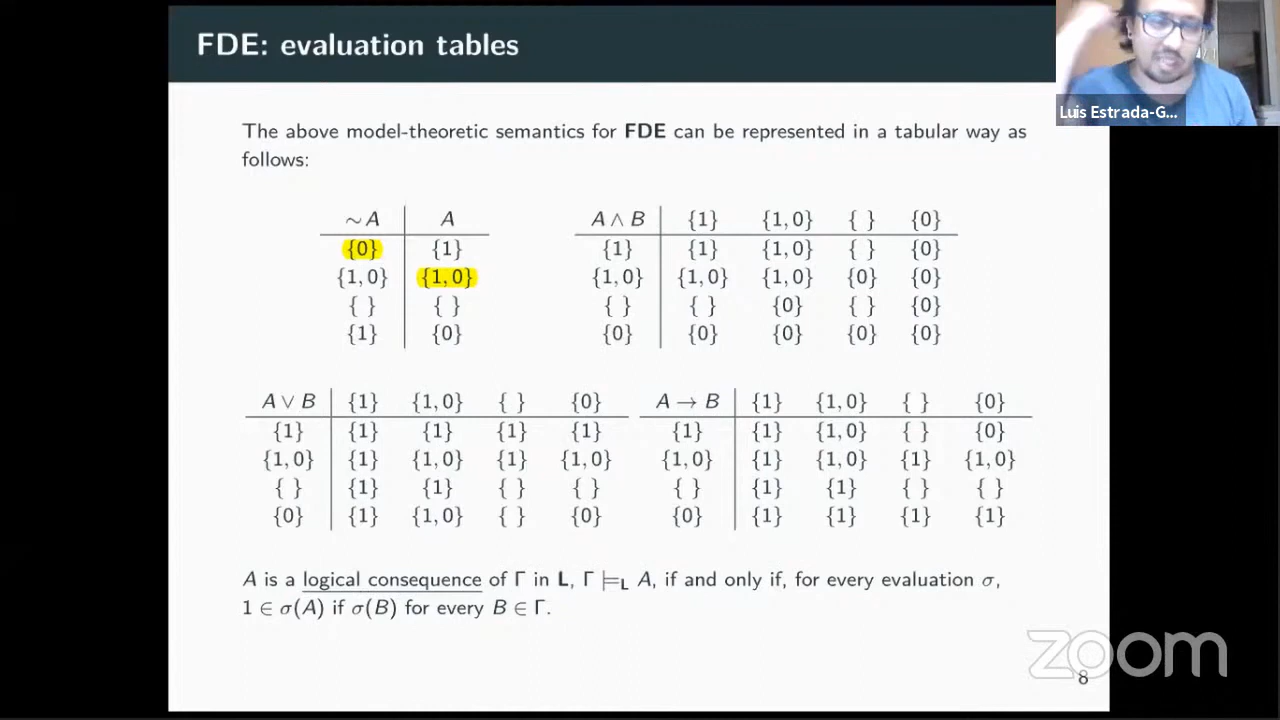 FDE: evaluation tables
Luis Estrada-G...
The above model-theoretic semantics for FDE can be represented in a tabular way as
follows:
∼ A A
{0} {1}
{1, 0} {1, 0}
{ } { }
{1} {0}
A ∧ B {1} {1, 0} { } {0}
{1} {1} {1, 0} { } {0}
{1, 0} {1, 0} {1, 0} {0} {0}
{ } { } {0} { } {0}
{0} {0} {0} {0} {0}
A ∨ B {1} {1, 0} { } {0}
{1} {1} {1} {1} {1}
{1, 0} {1} {1, 0} {1} {1, 0}
{ } {1} {1} { } { }
{0} {1} {1, 0} { } {0}
A → B {1} {1, 0} { } {0}
{1} {1} {1, 0} { } {0}
{1, 0} {1} {1, 0} {1} {1, 0}
{ } {1} {1} { } { }
{0} {1} {1} {1} {1}
A is a logical consequence of Γ in L, Γ ⊨L A, if and only if, for every evaluation σ,
1 ∈ σ(A) if σ(B) for every B ∈ Γ.
zoom
8